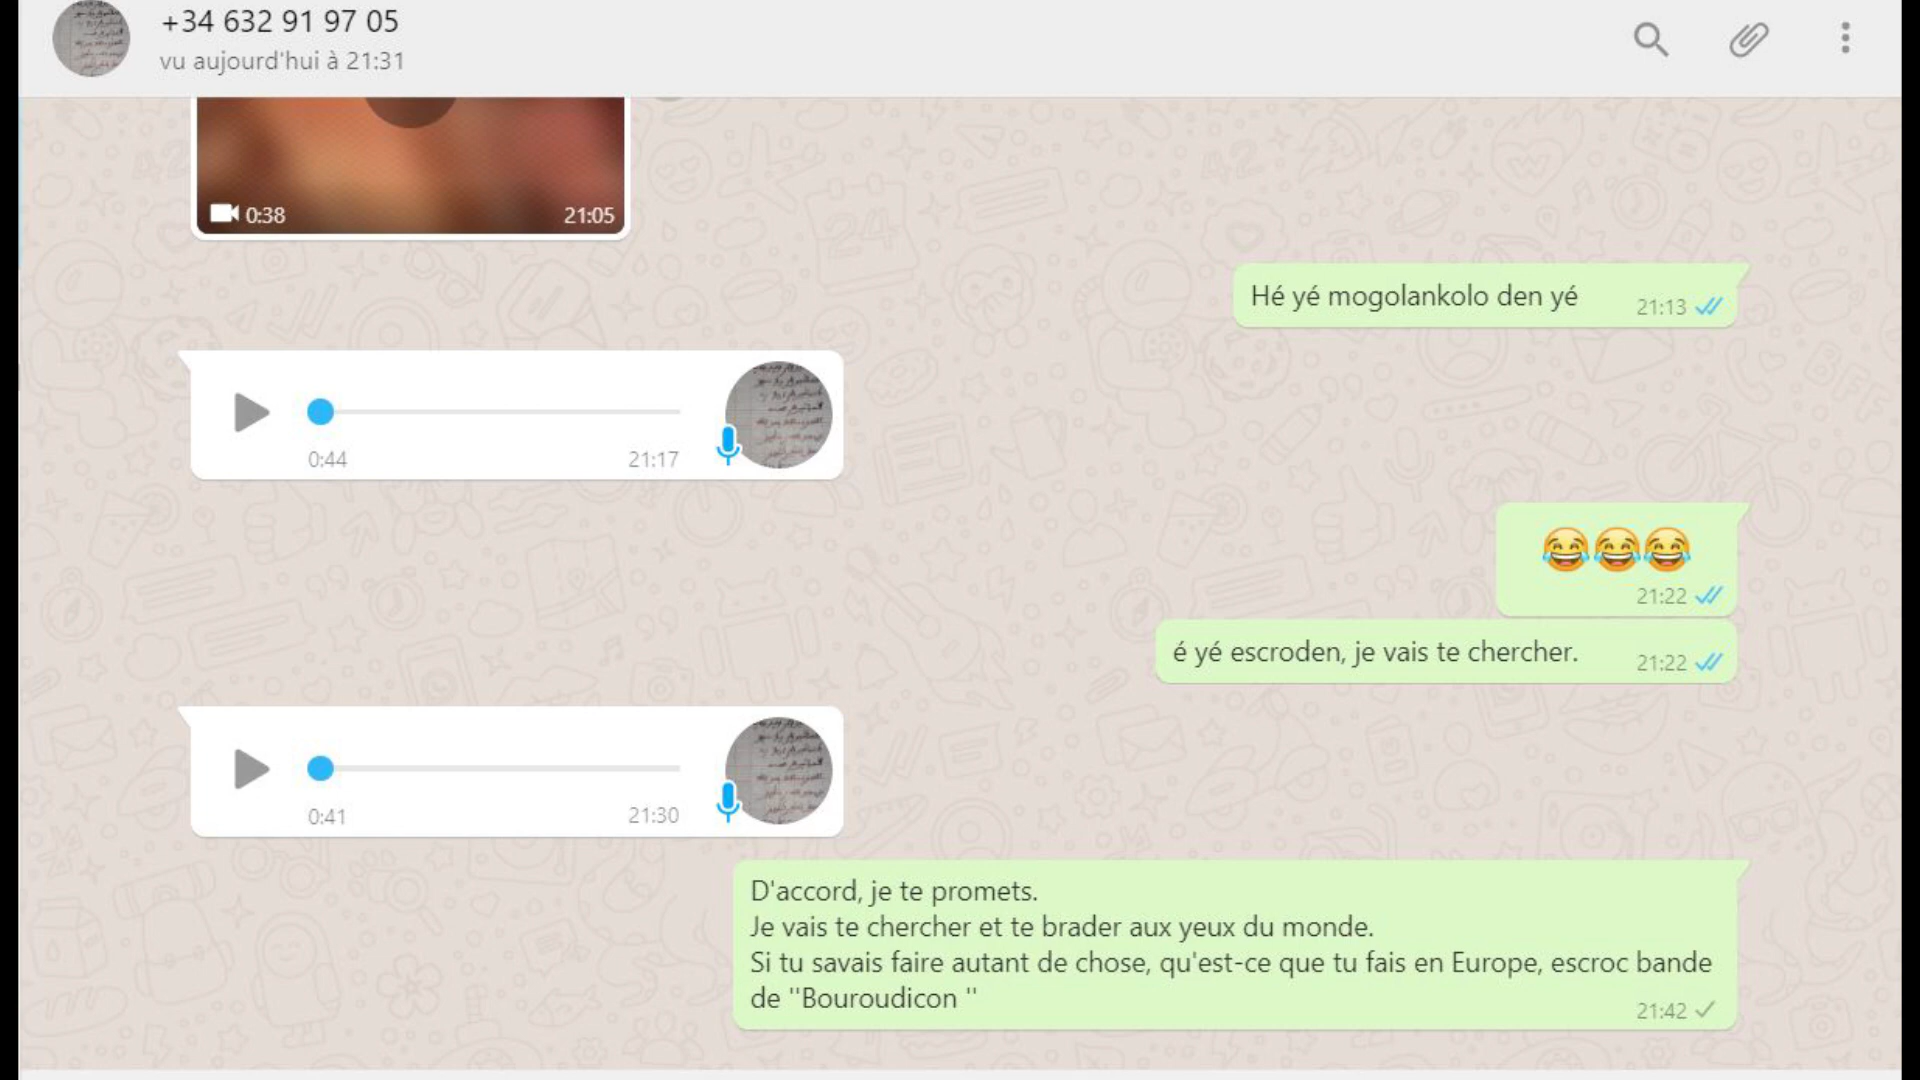 +34 632 91 97 05
vu aujourd'hui à 21:31
0:38
21:05
Hé yé mogolankolo den yé
21:13
0:44
21:17
😂😂😂
21:22
é yé escroden, je vais te chercher.
21:22
0:41
21:30
D'accord, je te promets.
Je vais te chercher et te brader aux yeux du monde.
Si tu savais faire autant de chose, qu'est-ce que tu fais en Europe, escroc bande
de ''Bouroudicon ''
21:42